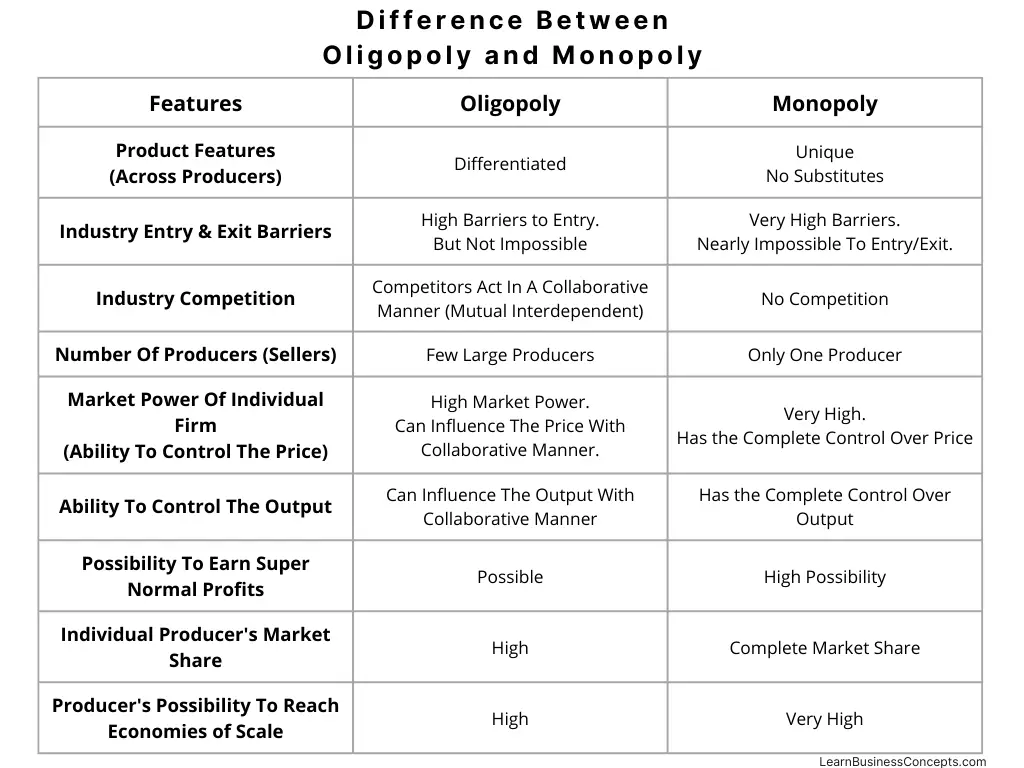 Difference Between
Oligopoly and Monopoly
Features
Oligopoly
Monopoly
Product Features
(Across Producers)
Differentiated
Unique
No Substitutes
Industry Entry & Exit Barriers
High Barriers to Entry.
But Not Impossible
Very High Barriers.
Nearly Impossible To Entry/Exit.
Industry Competition
Competitors Act In A Collaborative
Manner (Mutual Interdependent)
No Competition
Number Of Producers (Sellers)
Few Large Producers
Only One Producer
Market Power Of Individual
Firm
(Ability To Control The Price)
High Market Power.
Can Influence The Price With
Collaborative Manner.
Very High.
Has the Complete Control Over Price
Ability To Control The Output
Can Influence The Output With
Collaborative Manner
Has the Complete Control Over
Output
Possibility To Earn Super
Normal Profits
Possible
High Possibility
Individual Producer's Market
Share
High
Complete Market Share
Producer's Possibility To Reach
Economies of Scale
High
Very High
LearnBusinessConcepts.com